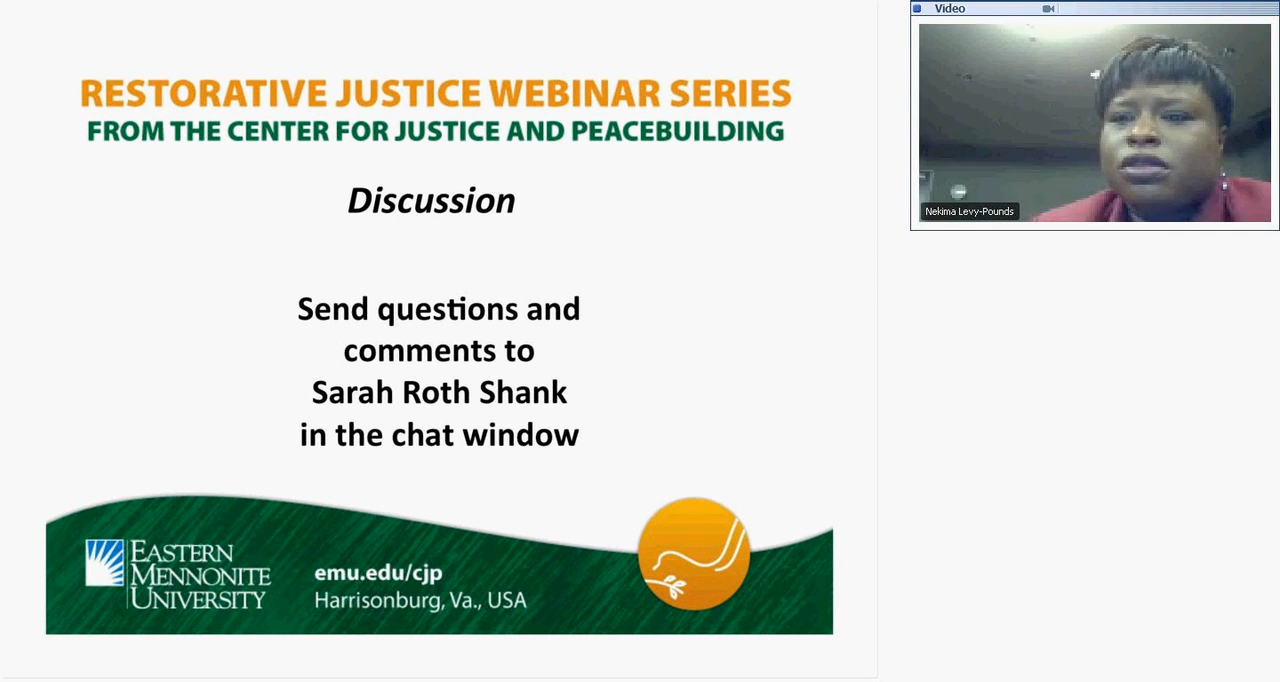 RESTORATIVE JUSTICE WEBINAR SERIES
FROM THE CENTER FOR JUSTICE AND PEACEBUILDING
Discussion
Send questions and
comments to
Sarah Roth Shank
in the chat window
EASTERN
MENNONITE
UNIVERSITY
emu.edu/cjp
Harrisonburg, Va., USA
Video
Nekima Levy-Pounds